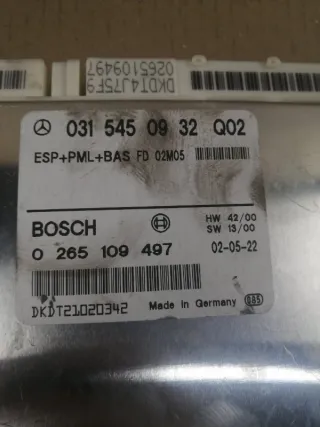 DKDT4J75F9
0265109497
031 545 09 32 Q02
ESP+PML+BAS FD 02M05
BOSCH
HW 42/00
SW 13/00
0 265 109 497
02-05-22
DKDT21020342
Made in Germany